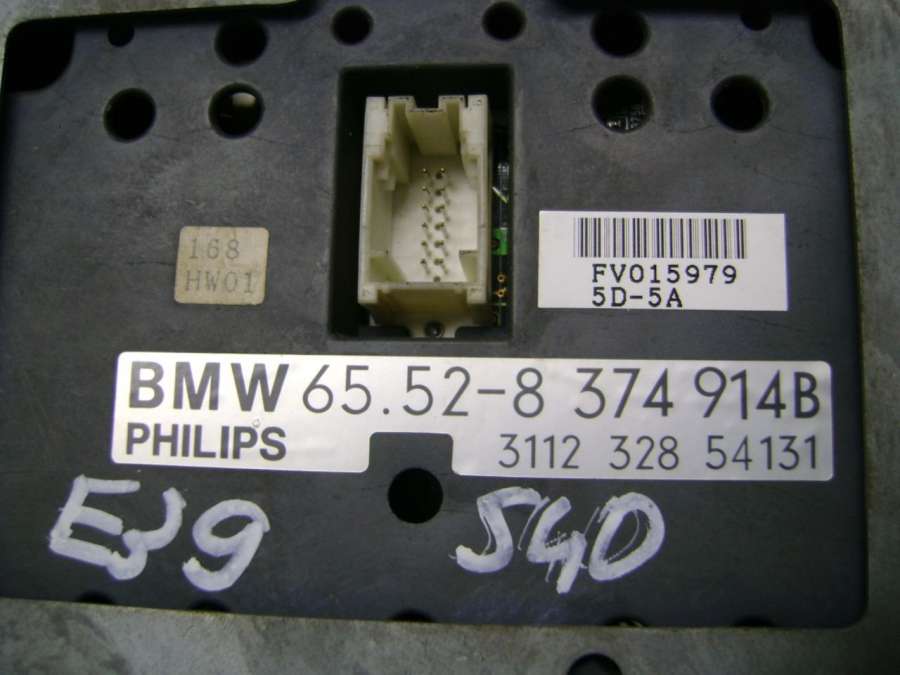 168
HW01
FV015979
5D-5A
BMW 65.52-8 374 914B
PHILIPS 3112 328 54131
E39 540